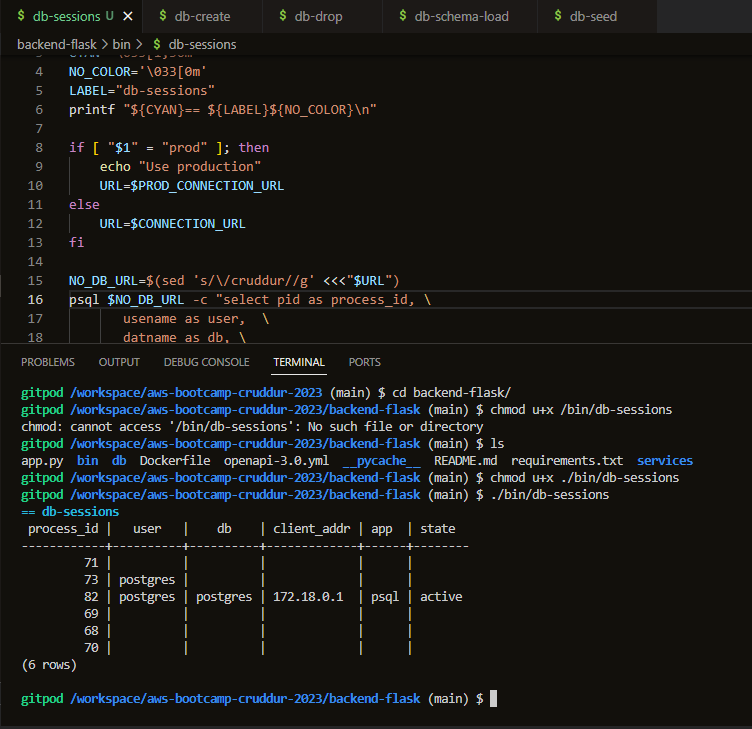 $ db-sessions U × $ db-create $ db-drop $ db-schema-load $ db-seed
backend-flask > bin > $ db-sessions
4 NO_COLOR='\033[0m'
5 LABEL="db-sessions"
6 printf "${CYAN}== ${LABEL}${NO_COLOR}\n"
7
8 if [ "$1" = "prod" ]; then
9     echo "Use production"
10     URL=$PROD_CONNECTION_URL
11 else
12     URL=$CONNECTION_URL
13 fi
14
15 NO_DB_URL=$(sed 's/\/cruddur//g' <<<"$URL")
16 psql $NO_DB_URL -c "select pid as process_id, \
17        usename as user,  \
18        datname as db, \
PROBLEMS OUTPUT DEBUG CONSOLE TERMINAL PORTS
gitpod /workspace/aws-bootcamp-cruddur-2023 (main) $ cd backend-flask/
gitpod /workspace/aws-bootcamp-cruddur-2023/backend-flask (main) $ chmod u+x /bin/db-sessions
chmod: cannot access '/bin/db-sessions': No such file or directory
gitpod /workspace/aws-bootcamp-cruddur-2023/backend-flask (main) $ ls
app.py  bin  db  Dockerfile  openapi-3.0.yml  __pycache__  README.md  requirements.txt  services
gitpod /workspace/aws-bootcamp-cruddur-2023/backend-flask (main) $ chmod u+x ./bin/db-sessions
gitpod /workspace/aws-bootcamp-cruddur-2023/backend-flask (main) $ ./bin/db-sessions
== db-sessions
 process_id |   user   |    db    | client_addr | app  | state
------------+----------+----------+-------------+------+--------
         71 |          |          |             |      |
         73 | postgres |          |             |      |
         82 | postgres | postgres | 172.18.0.1  | psql | active
         69 |          |          |             |      |
         68 |          |          |             |      |
         70 |          |          |             |      |
(6 rows)
gitpod /workspace/aws-bootcamp-cruddur-2023/backend-flask (main) $